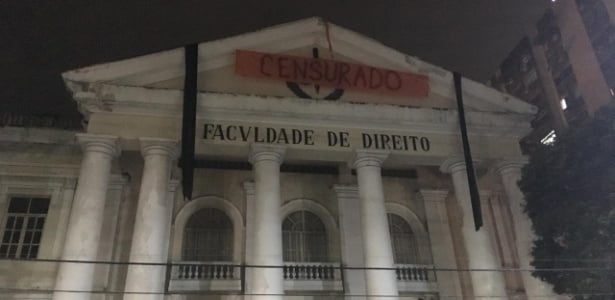 CENSURADO
FACVLDADE DE DIREITO